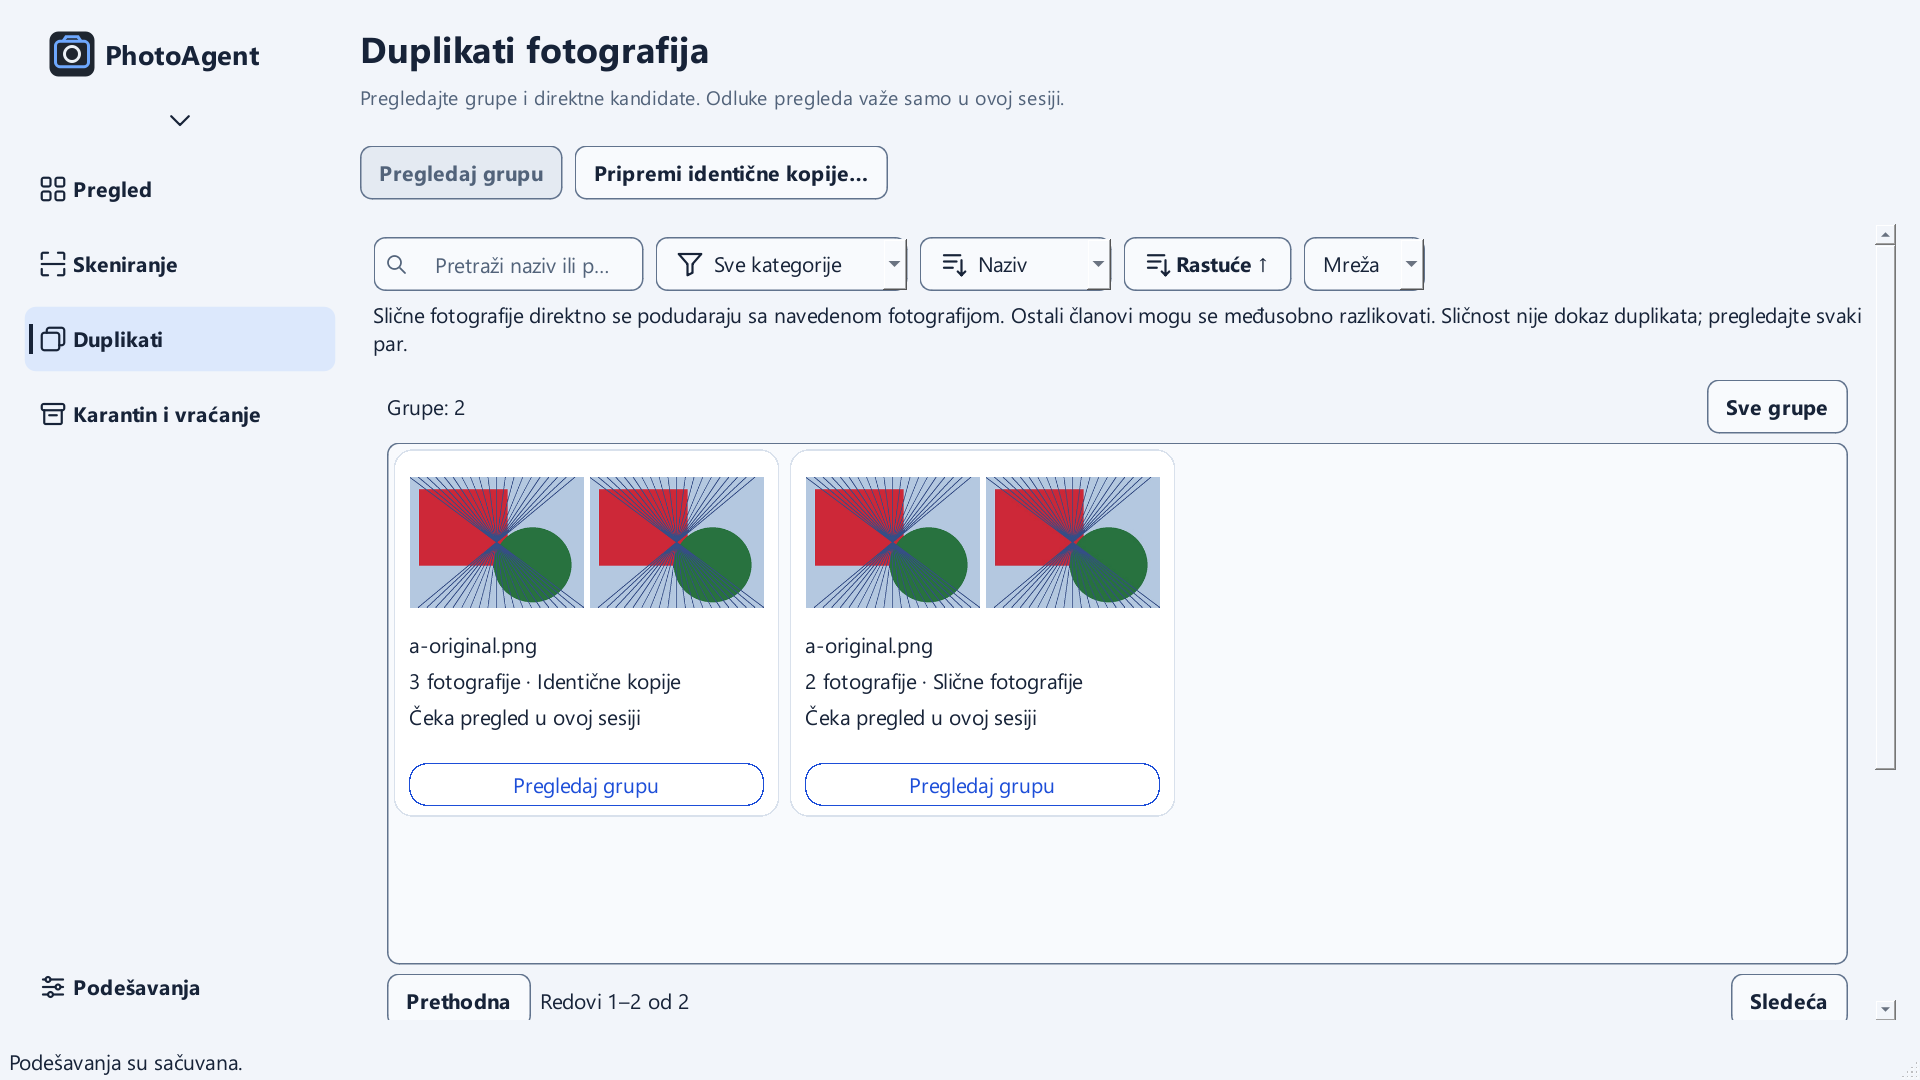 PhotoAgent
Pregled
Skeniranje
Duplikati
Karantin i vraćanje
Podešavanja
Duplikati fotografija
Pregledajte grupe i direktne kandidate. Odluke pregleda važe samo u ovoj sesiji.
Pregledaj grupu
Pripremi identične kopije...
Pretraži naziv ili p...
Sve kategorije
Naziv
Rastuće ↑
Mreža
Slične fotografije direktno se podudaraju sa navedenom fotografijom. Ostali članovi mogu se međusobno razlikovati. Sličnost nije dokaz duplikata; pregledajte svaki
par.
Grupe: 2
Sve grupe
a-original.png
3 fotografije · Identične kopije
Čeka pregled u ovoj sesiji
Pregledaj grupu
a-original.png
2 fotografije · Slične fotografije
Čeka pregled u ovoj sesiji
Pregledaj grupu
Prethodna
Redovi 1–2 od 2
Sledeća
Podešavanja su sačuvana.